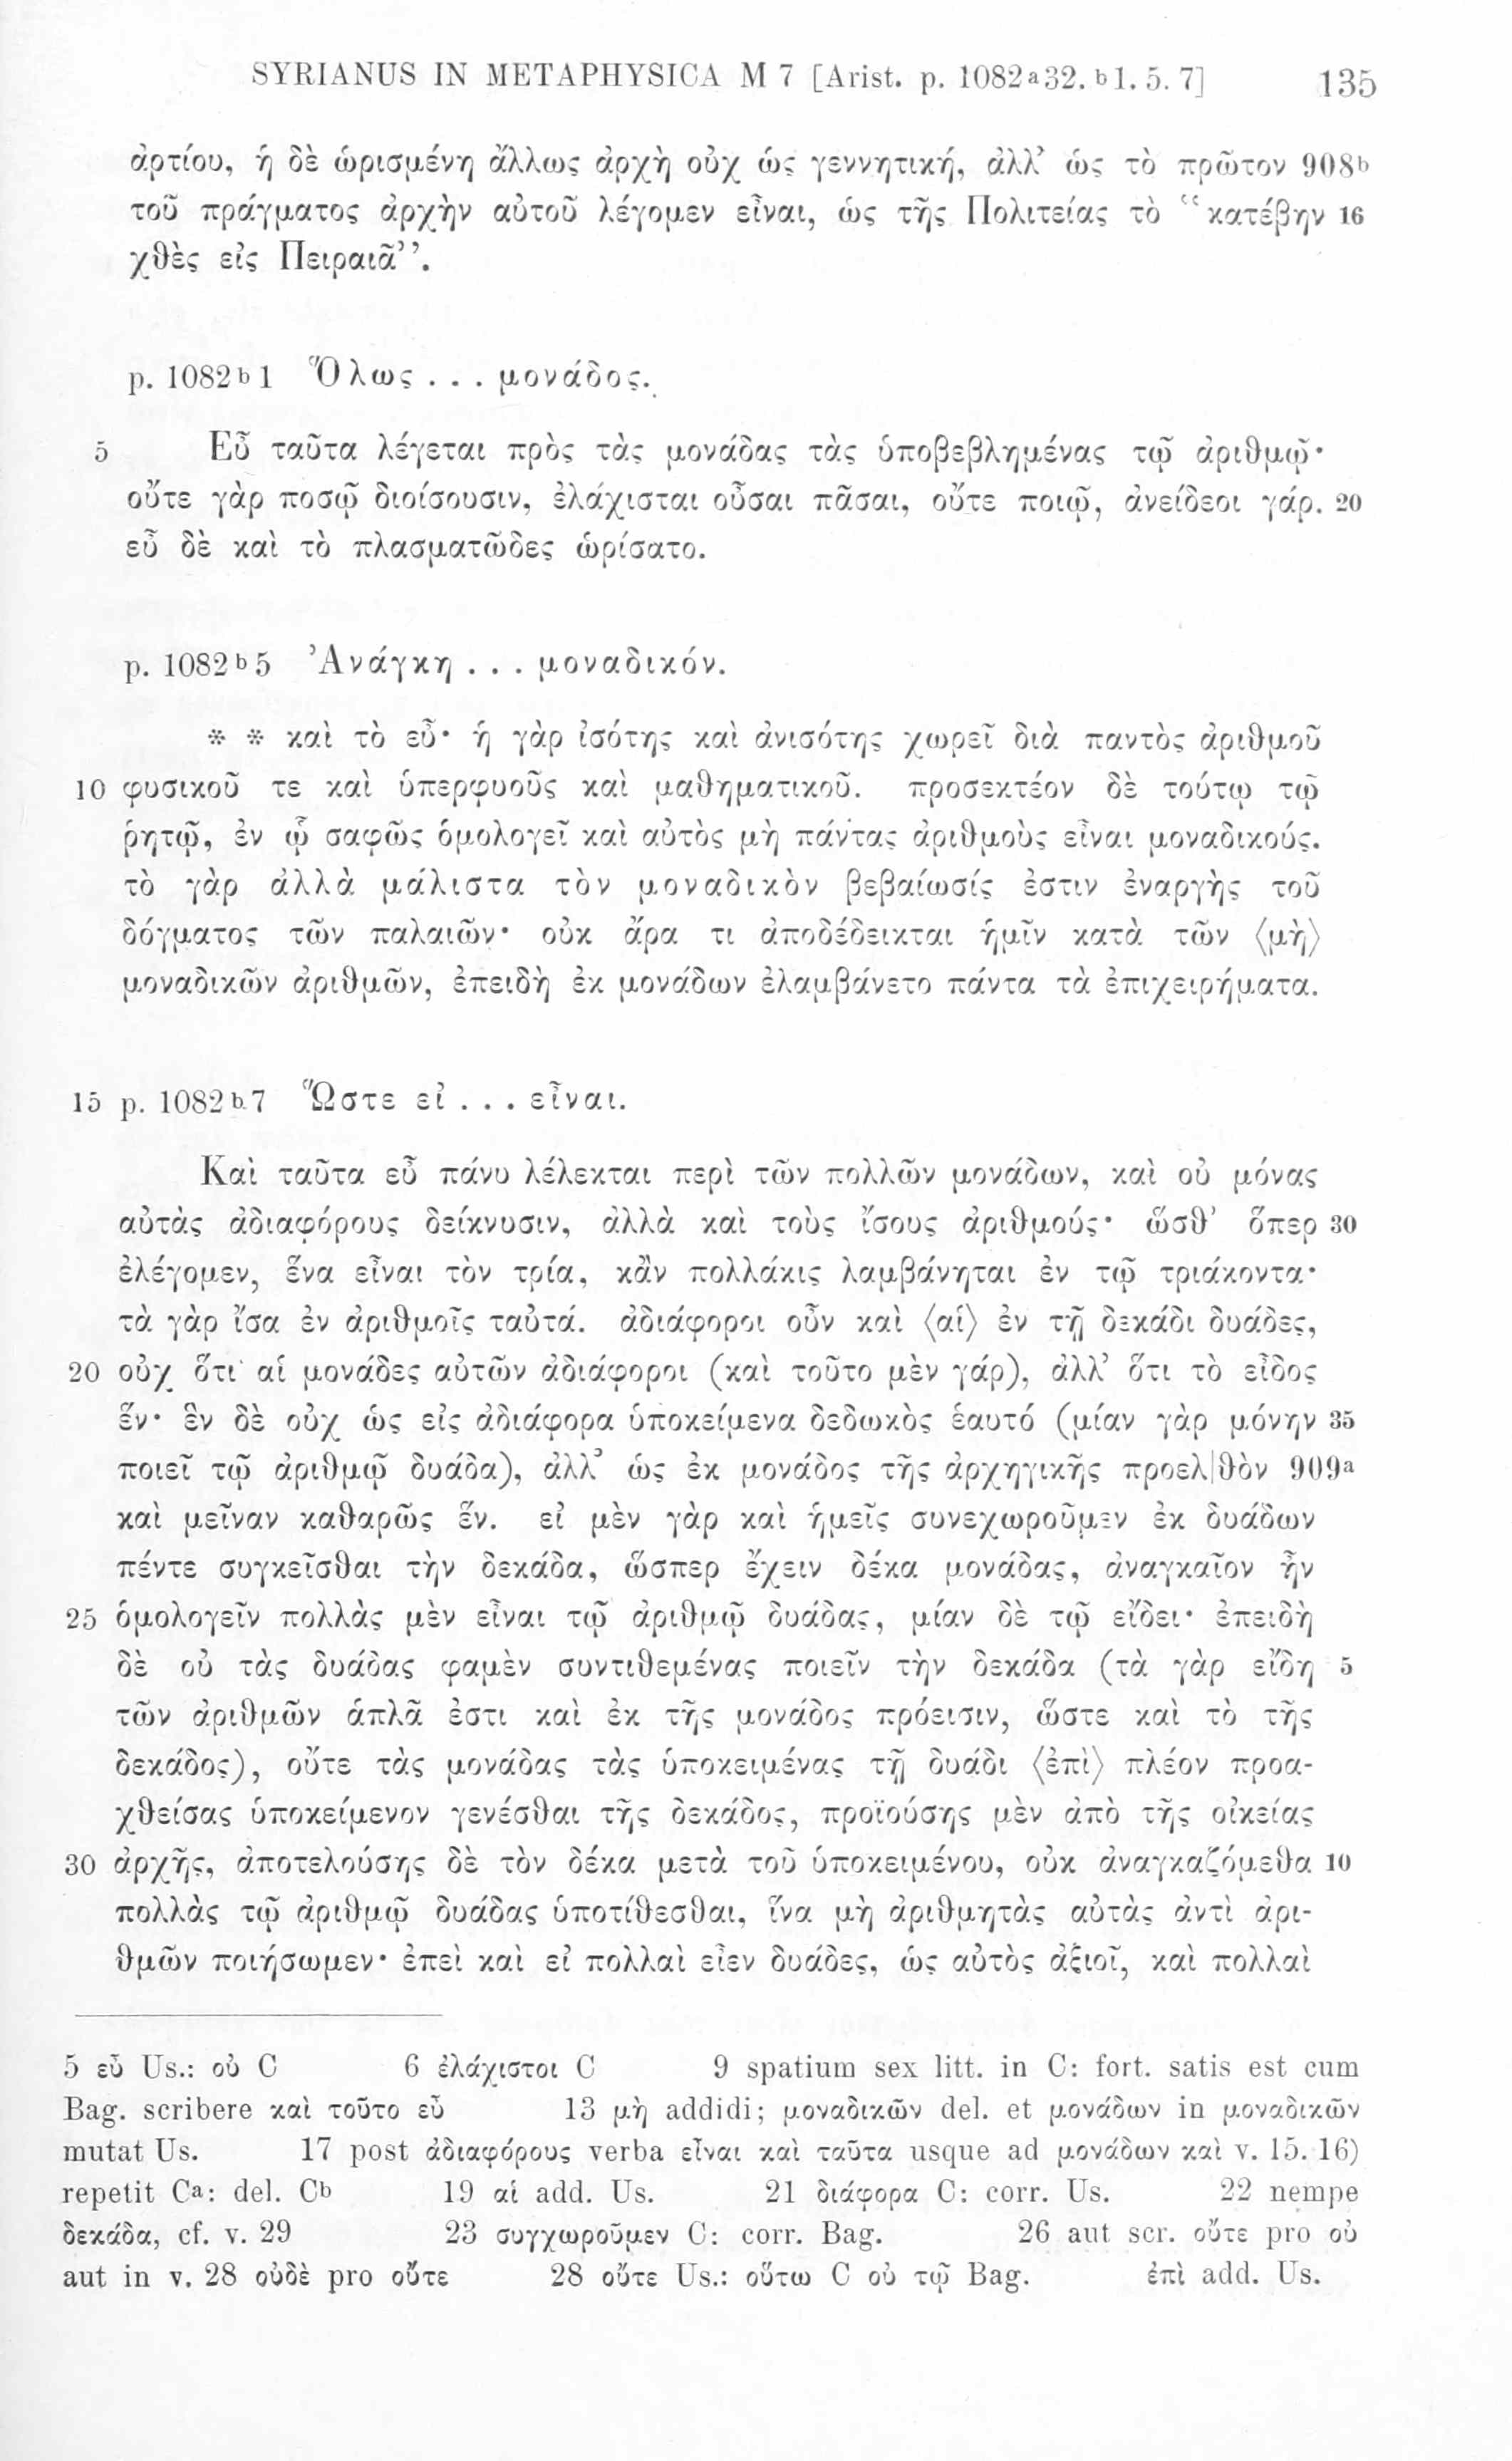 SYRIANUS IN METAPHYSICA M 7 [Arist. p. 1082ᵃ32. ᵇ1. 5. 7] 135
ἀρτίου, ἡ δὲ ὡρισμένη ἄλλως ἀρχὴ οὐχ ὡς γεννητική, ἀλλ’ ὡς τὸ πρῶτον 908ᵇ
τοῦ πράγματος ἀρχὴν αὐτοῦ λέγομεν εἶναι, ὡς τῆς Πολιτείας τὸ “κατέβην 16
χθὲς εἰς Πειραιᾶ”.
p. 1082ᵇ1 Ὅλως . . . μονάδος.
5 Εὖ ταῦτα λέγεται πρὸς τὰς μονάδας τὰς ὑποβεβλημένας τῷ ἀριθμῷ·
οὔτε γὰρ ποσῷ διοίσουσιν, ἐλάχισται οὖσαι πᾶσαι, οὔτε ποιῷ, ἀνείδεοι γάρ. 20
εὖ δὲ καὶ τὸ πλασματῶδες ὡρίσατο.
p. 1082ᵇ5 Ἀνάγκη . . . μοναδικόν.
* * καὶ τὸ εὖ· ἡ γὰρ ἰσότης καὶ ἀνισότης χωρεῖ διὰ παντὸς ἀριθμοῦ
10 φυσικοῦ τε καὶ ὑπερφυοῦς καὶ μαθηματικοῦ. προσεκτέον δὲ τούτῳ τῷ
ῥητῷ, ἐν ᾧ σαφῶς ὁμολογεῖ καὶ αὐτὸς μὴ πάντας ἀριθμοὺς εἶναι μοναδικούς.
τὸ γὰρ ἀλλὰ μάλιστα τὸν μοναδικὸν βεβαίωσίς ἐστιν ἐναργὴς τοῦ
δόγματος τῶν παλαιῶν· οὐκ ἄρα τι ἀποδέδεικται ἡμῖν κατὰ τῶν ⟨μὴ⟩
μοναδικῶν ἀριθμῶν, ἐπειδὴ ἐκ μονάδων ἐλαμβάνετο πάντα τὰ ἐπιχειρήματα.
15 p. 1082ᵇ7 Ὥστε εἰ . . . εἶναι.
Καὶ ταῦτα εὖ πάνυ λέλεκται περὶ τῶν πολλῶν μονάδων, καὶ οὐ μόνας
αὐτὰς ἀδιαφόρους δείκνυσιν, ἀλλὰ καὶ τοὺς ἴσους ἀριθμούς· ὥσθ’ ὅπερ 30
ἐλέγομεν, ἕνα εἶναι τὸν τρία, κἂν πολλάκις λαμβάνηται ἐν τῷ τριάκοντα·
τὰ γὰρ ἴσα ἐν ἀριθμοῖς ταὐτά. ἀδιάφοροι οὖν καὶ ⟨αἱ⟩ ἐν τῇ δεκάδι δυάδες,
20 οὐχ ὅτι αἱ μονάδες αὐτῶν ἀδιάφοροι (καὶ τοῦτο μὲν γάρ), ἀλλ’ ὅτι τὸ εἶδος
ἕν· ἓν δὲ οὐχ ὡς εἰς ἀδιάφορα ὑποκείμενα δεδωκὸς ἑαυτό (μίαν γὰρ μόνην 35
ποιεῖ τῷ ἀριθμῷ δυάδα), ἀλλ’ ὡς ἐκ μονάδος τῆς ἀρχηγικῆς προελ|θὸν 909ᵃ
καὶ μεῖναν καθαρῶς ἕν. εἰ μὲν γὰρ καὶ ἡμεῖς συνεχωροῦμεν ἐκ δυάδων
πέντε συγκεῖσθαι τὴν δεκάδα, ὥσπερ ἔχειν δέκα μονάδας, ἀναγκαῖον ἦν
25 ὁμολογεῖν πολλὰς μὲν εἶναι τῷ ἀριθμῷ δυάδας, μίαν δὲ τῷ εἴδει· ἐπειδὴ
δὲ οὐ τὰς δυάδας φαμὲν συντιθεμένας ποιεῖν τὴν δεκάδα (τὰ γὰρ εἴδη 5
τῶν ἀριθμῶν ἁπλᾶ ἐστι καὶ ἐκ τῆς μονάδος πρόεισιν, ὥστε καὶ τὸ τῆς
δεκάδος), οὔτε τὰς μονάδας τὰς ὑποκειμένας τῇ δυάδι ⟨ἐπὶ⟩ πλέον προα-
χθείσας ὑποκείμενον γενέσθαι τῆς δεκάδος, προϊούσης μὲν ἀπὸ τῆς οἰκείας
30 ἀρχῆς, ἀποτελούσης δὲ τὸν δέκα μετὰ τοῦ ὑποκειμένου, οὐκ ἀναγκαζόμεθα 10
πολλὰς τῷ ἀριθμῷ δυάδας ὑποτίθεσθαι, ἵνα μὴ ἀριθμητὰς αὐτὰς ἀντὶ ἀρι-
θμῶν ποιήσωμεν· ἐπεὶ καὶ εἰ πολλαὶ εἶεν δυάδες, ὡς αὐτὸς ἀξιοῖ, καὶ πολλαὶ
5 εὖ Us.: οὐ C 6 ἐλάχιστοι C 9 spatium sex litt. in C: fort. satis est cum
Bag. scribere καὶ τοῦτο εὖ 13 μὴ addidi; μοναδικῶν del. et μονάδων in μοναδικῶν
mutat Us. 17 post ἀδιαφόρους verba εἶναι καὶ ταῦτα usque ad μονάδων καὶ v. 15. 16)
repetit Cᵃ: del. Cᵇ 19 αἱ add. Us. 21 διάφορα C: corr. Us. 22 nempe
δεκάδα, cf. v. 29 23 συγχωροῦμεν C: corr. Bag. 26 aut scr. οὔτε pro οὐ
aut in v. 28 οὐδὲ pro οὔτε 28 οὔτε Us.: οὕτω C οὐ τῷ Bag. ἐπὶ add. Us.